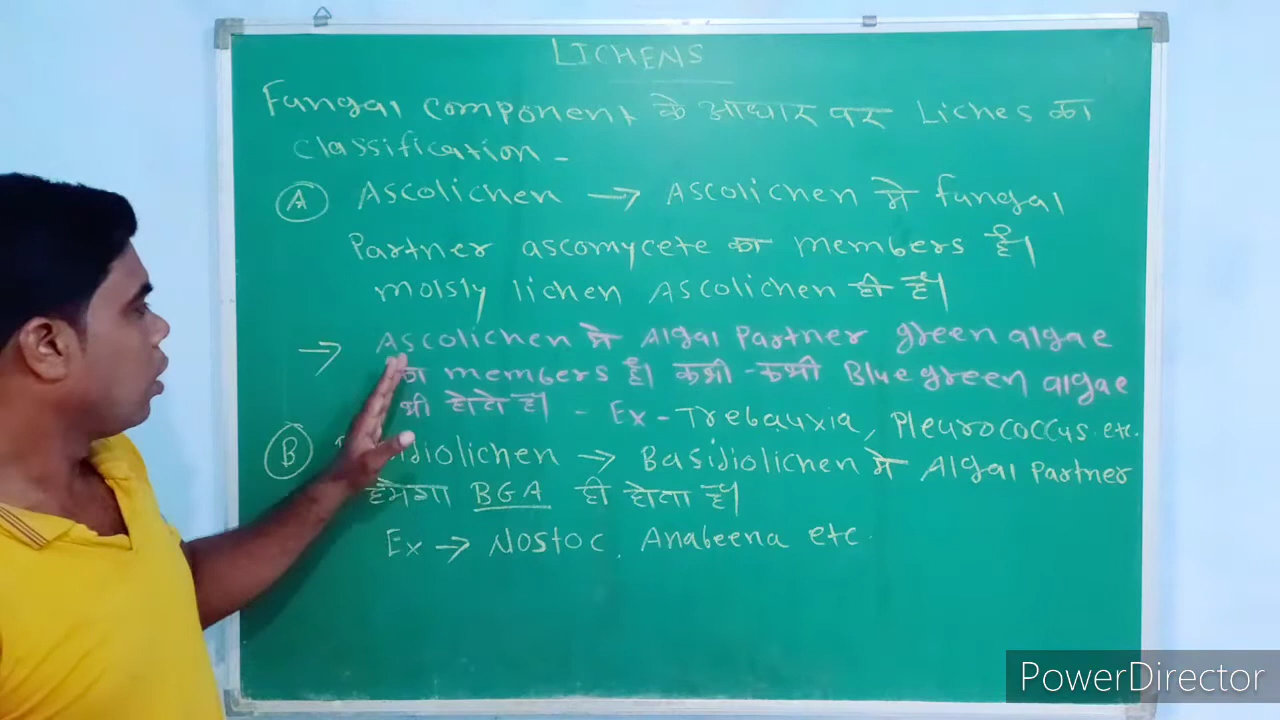 LICHENS
Fungal component के आधार पर Liches का
classification -
A Ascolichen → Ascolichen मे fungal
Partner ascomycete का members है।
molsty lichen Ascolichen ही है।
→ Ascolichen मे Algal Partner green algae
का members है। कभी-कभी Blue green algae
भी होते है। - Ex - Trebauxia, Pleurococcus etc.
B Basidiolichen → Basidiolichen मे Algal Partner
हमेशा BGA ही होता है।
Ex → Nostoc, Anabeena etc.
PowerDirector